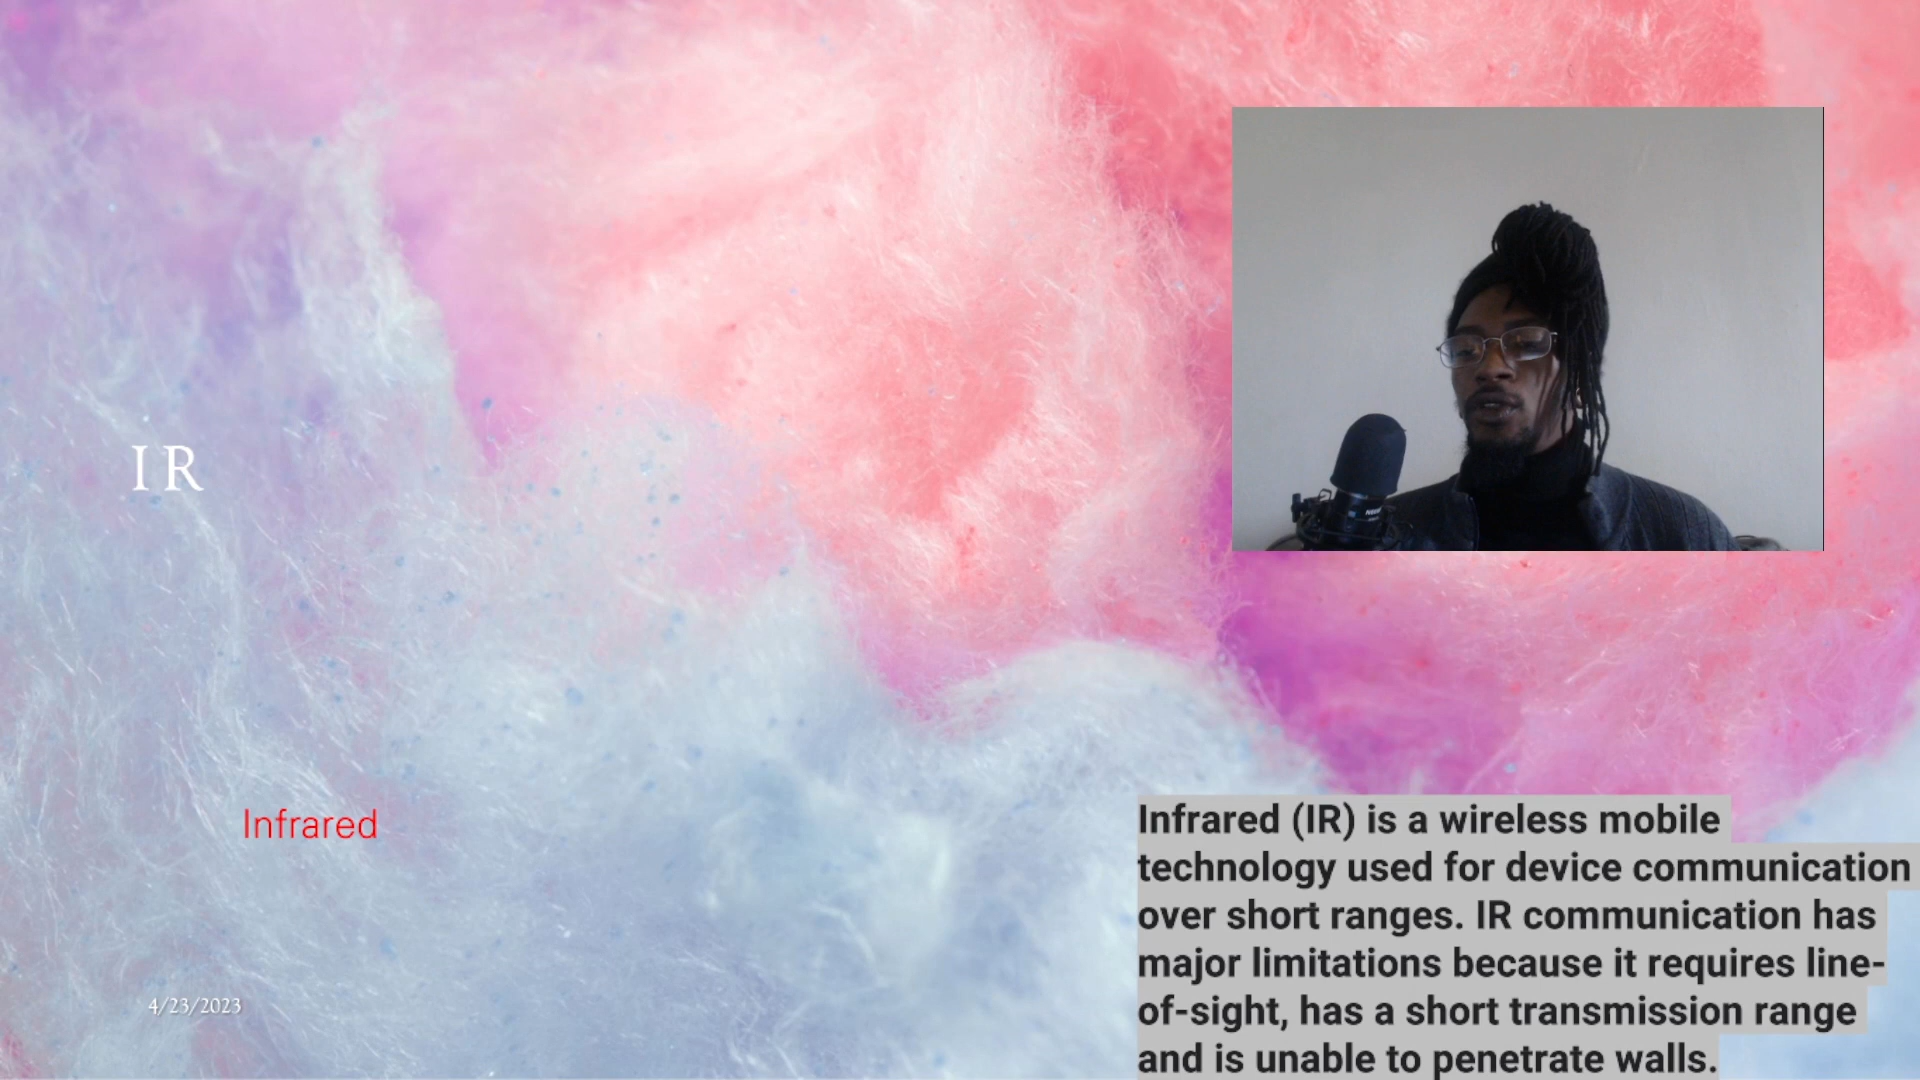 IR
Infrared
4/23/2023
Infrared (IR) is a wireless mobile
technology used for device communication
over short ranges. IR communication has
major limitations because it requires line-
of-sight, has a short transmission range
and is unable to penetrate walls.